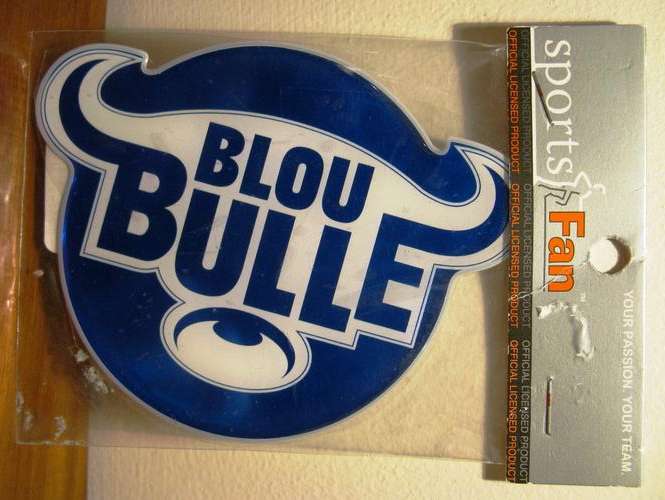 BLOU
BULLE
sports
Fan™
YOUR PASSION. YOUR TEAM.
OFFICIAL LICENSED PRODUCT OFFICIAL LICENSED PRODUCT OFFICIAL LICENSED PRODUCT
OFFICIAL LICENSED PRODUCT OFFICIAL LICENSED PRODUCT OFFICIAL LICENSED PRODUCT